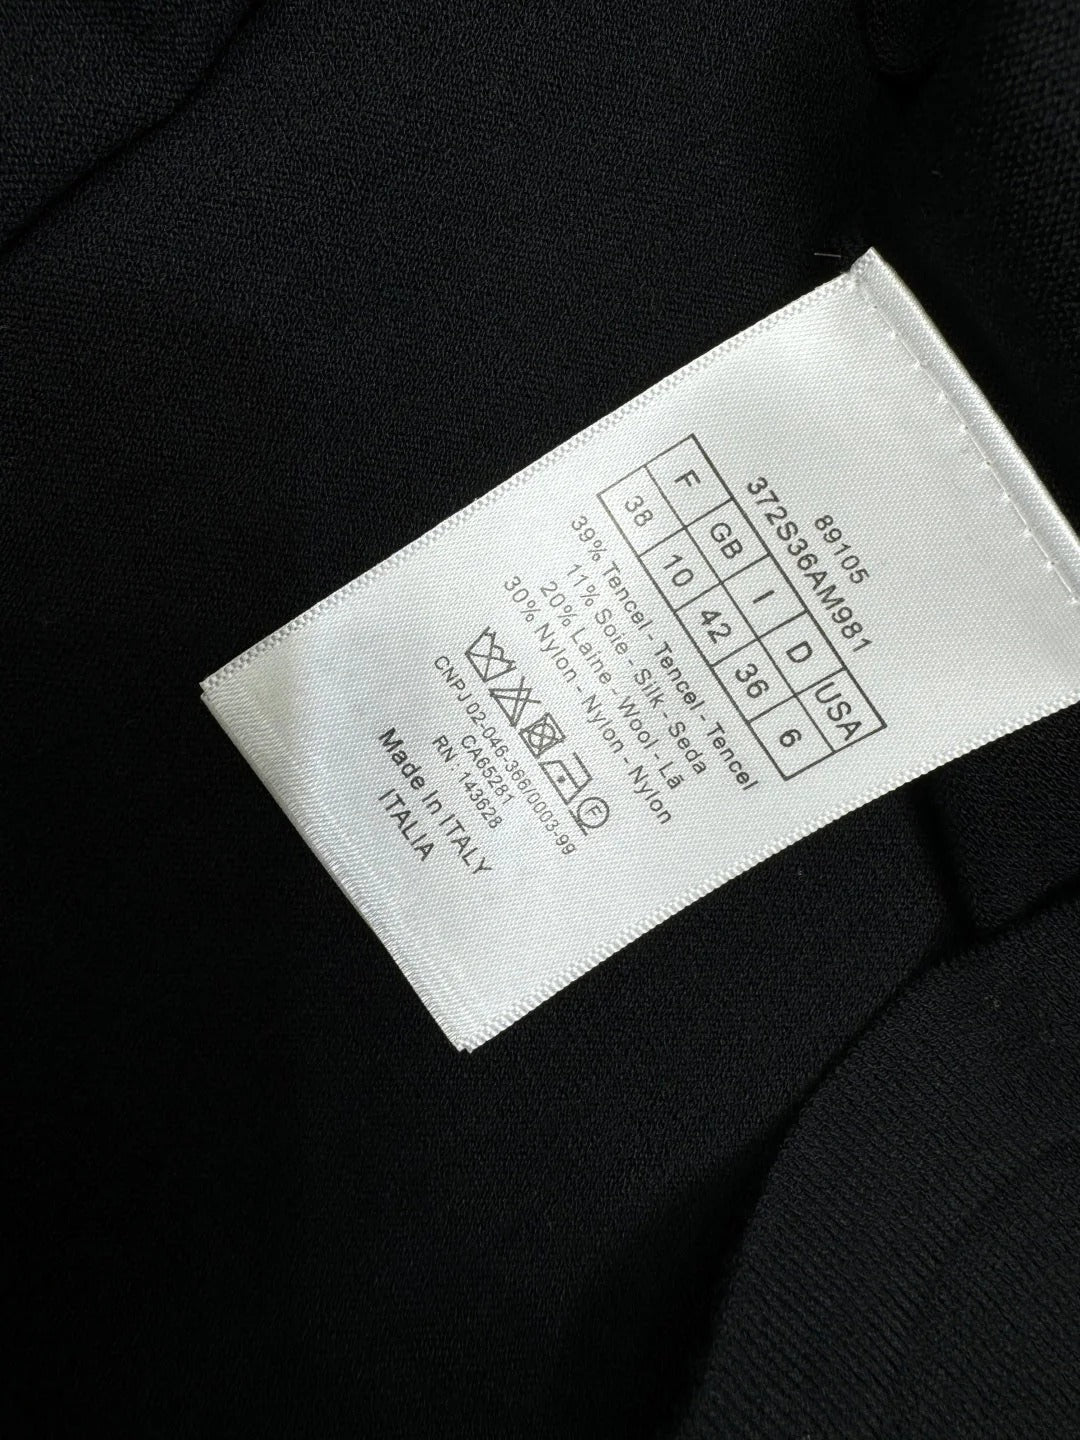 89105
372S36AM981
F GB I D USA
38 10 42 36 6
39% Tencel - Tencel - Tencel
11% Soie - Silk - Seda
20% Laine - Wool - Lã
30% Nylon - Nylon - Nylon
F
CNPJ 02-046-366/0003-99
CA65281
RN 143628
Made In ITALY
ITALIA